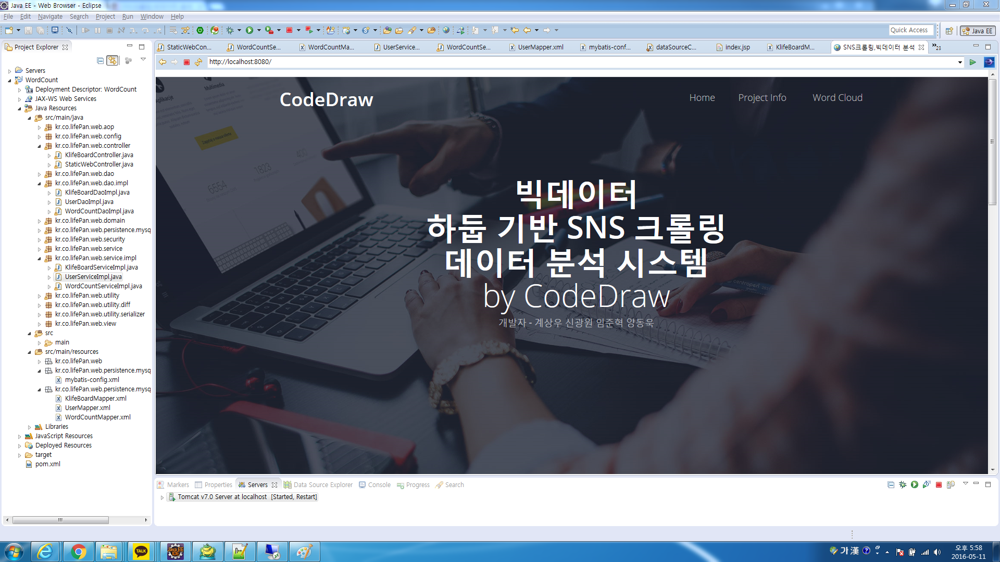 Java EE - Web Browser - Eclipse
File Edit Navigate Search Project Run Window Help
Quick Access
Java EE
Project Explorer
StaticWebCon...
WordCountSe...
WordCountMa...
UserService...
WordCountSe...
UserMapper.xml
mybatis-conf...
dataSourceC...
index.jsp
KlifeBoardM...
SNS크롤링,빅데이터 분석
23
http://localhost:8080/
Servers
WordCount
Deployment Descriptor: WordCount
JAX-WS Web Services
Java Resources
src/main/java
kr.co.lifePan.web.aop
kr.co.lifePan.web.config
kr.co.lifePan.web.controller
KlifeBoardController.java
StaticWebController.java
kr.co.lifePan.web.dao
kr.co.lifePan.web.dao.impl
KlifeBoardDaoImpl.java
UserDaoImpl.java
WordCountDaoImpl.java
kr.co.lifePan.web.domain
kr.co.lifePan.web.persistence.mysq
kr.co.lifePan.web.security
kr.co.lifePan.web.service
kr.co.lifePan.web.service.impl
KlifeBoardServiceImpl.java
UserServiceImpl.java
WordCountServiceImpl.java
kr.co.lifePan.web.utility
kr.co.lifePan.web.utility.diff
kr.co.lifePan.web.utility.serializer
kr.co.lifePan.web.view
src
main
src/main/resources
kr.co.lifePan.web
kr.co.lifePan.web.persistence.mysq
mybatis-config.xml
kr.co.lifePan.web.persistence.mysq
KlifeBoardMapper.xml
UserMapper.xml
WordCountMapper.xml
Libraries
JavaScript Resources
Deployed Resources
target
pom.xml
CodeDraw
Home Project Info Word Cloud
Multimedia
400
1823
6554
빅데이터
하둡 기반 SNS 크롤링
데이터 분석 시스템
by CodeDraw
개발자 - 계상우 신광원 임준혁 양동욱
centropen
Markers Properties Servers Data Source Explorer Console Progress Search
Tomcat v7.0 Server at localhost [Started, Restart]
TALK
Java EE
IDE
가 漢
오후 5:58
2016-05-11